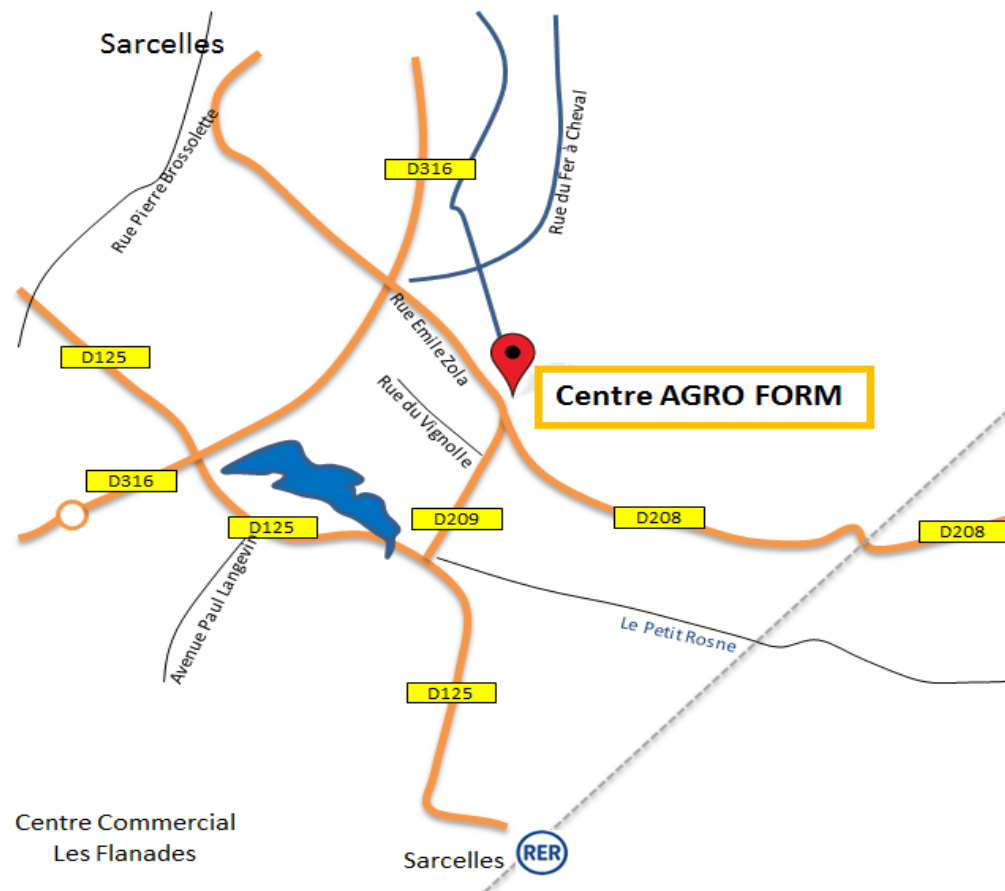 Sarcelles
Rue Pierre Brossolette
D316
Rue du Fer à Cheval
Rue Emile Zola
D125
Centre AGRO FORM
Rue du Vignolle
D316
D125
D209
D208
D208
Avenue Paul Langevin
Le Petit Rosne
D125
Centre Commercial
Les Flanades
Sarcelles
RER